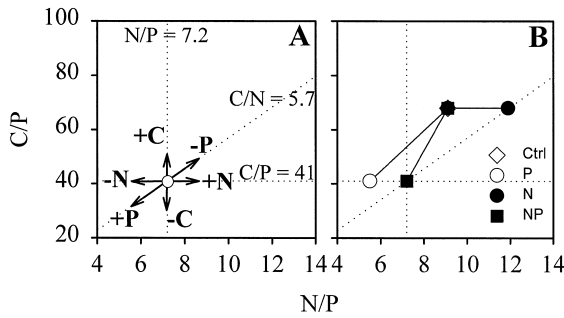 N/P = 7.2
A
B
100
80
60
40
20
C/P
C/N = 5.7
+C
-P
C/P = 41
-N
+N
+P
-C
Ctrl
P
N
NP
4 6 8 10 12 14
4 6 8 10 12 14
N/P